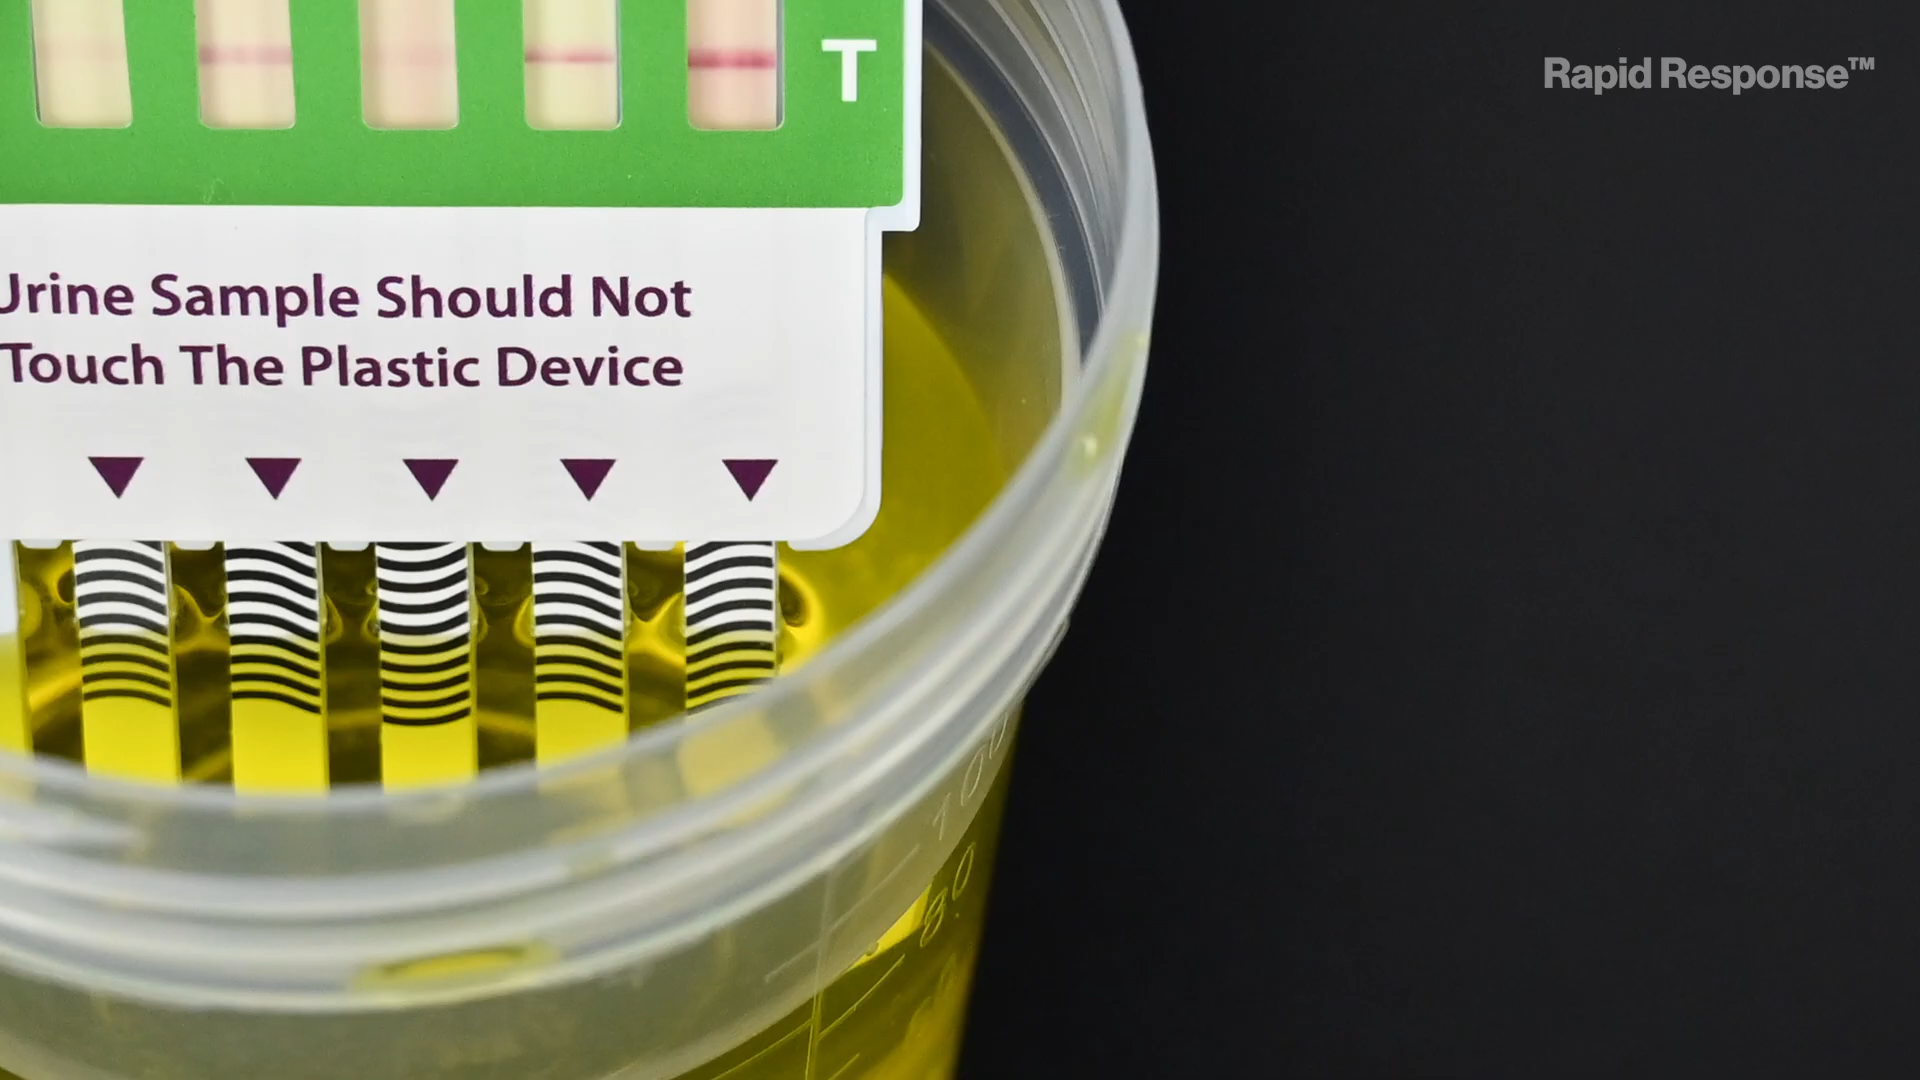 T
Rapid Response™
Urine Sample Should Not
Touch The Plastic Device
100
80